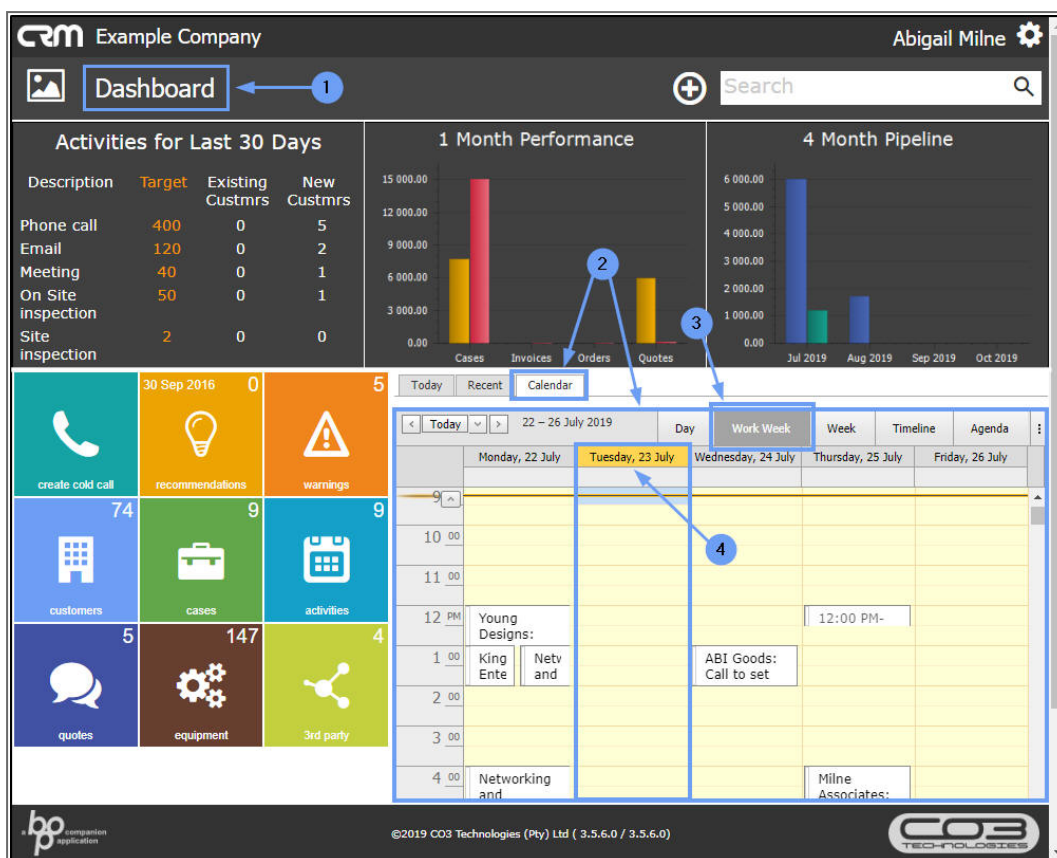 CRM Example Company
Abigail Milne
Dashboard
1
Search
Activities for Last 30 Days
Description Target Existing Custmrs New Custmrs
Phone call 400 0 5
Email 120 0 2
Meeting 40 0 1
On Site inspection 50 0 1
Site inspection 2 0 0
1 Month Performance
15 000.00
12 000.00
9 000.00
6 000.00
3 000.00
0.00
Cases Invoices Orders Quotes
4 Month Pipeline
6 000.00
5 000.00
4 000.00
3 000.00
2 000.00
1 000.00
0.00
Jul 2019 Aug 2019 Sep 2019 Oct 2019
2
3
create cold call
30 Sep 2016 0
recommendations
5
warnings
74
customers
9
cases
9
activities
5
quotes
147
equipment
4
3rd party
Today Recent Calendar
Today 22 – 26 July 2019 Day Work Week Week Timeline Agenda
Monday, 22 July Tuesday, 23 July Wednesday, 24 July Thursday, 25 July Friday, 26 July
9
4
10 00
11 00
12 PM
Young
Designs:
12:00 PM-
1 00
King
Ente
Netv
and
ABI Goods:
Call to set
2 00
3 00
4 00
Networking
and
Milne
Associates:
a bpo companion application
©2019 CO3 Technologies (Pty) Ltd ( 3.5.6.0 / 3.5.6.0)
CO3
TECHNOLOGIES